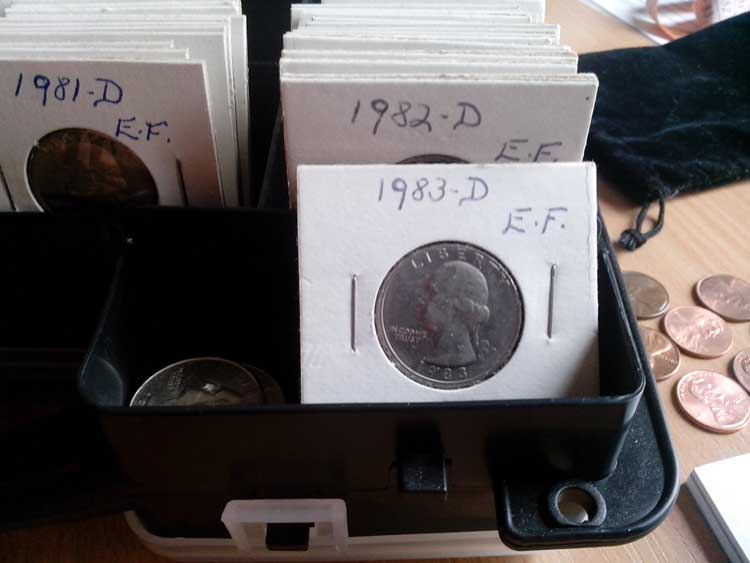 1981-D
E.F.
1982-D
E.F.
1983-D
E.F.
LIBERTY
IN GOD WE
TRUST
1983